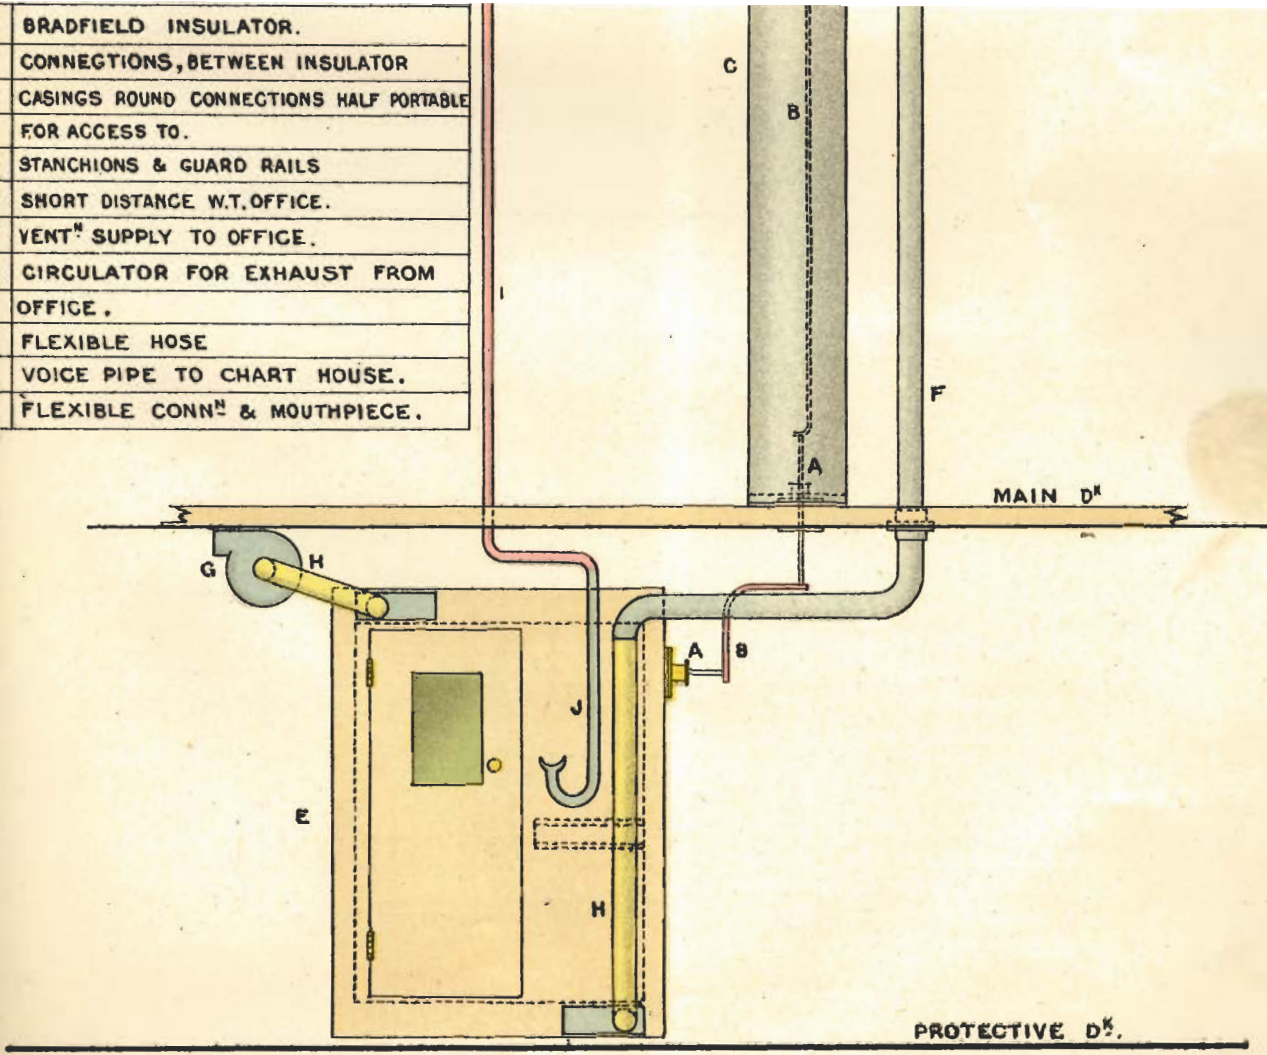 BRADFIELD INSULATOR.
CONNECTIONS, BETWEEN INSULATOR
CASINGS ROUND CONNECTIONS HALF PORTABLE
FOR ACCESS TO.
STANCHIONS & GUARD RAILS
SHORT DISTANCE W.T. OFFICE.
VENTᴺ SUPPLY TO OFFICE.
CIRCULATOR FOR EXHAUST FROM
OFFICE.
FLEXIBLE HOSE
VOICE PIPE TO CHART HOUSE.
FLEXIBLE CONNᴺ & MOUTHPIECE.
C
B
I
F
A
MAIN Dᴷ
G
H
A
B
J
E
H
PROTECTIVE Dᴷ.